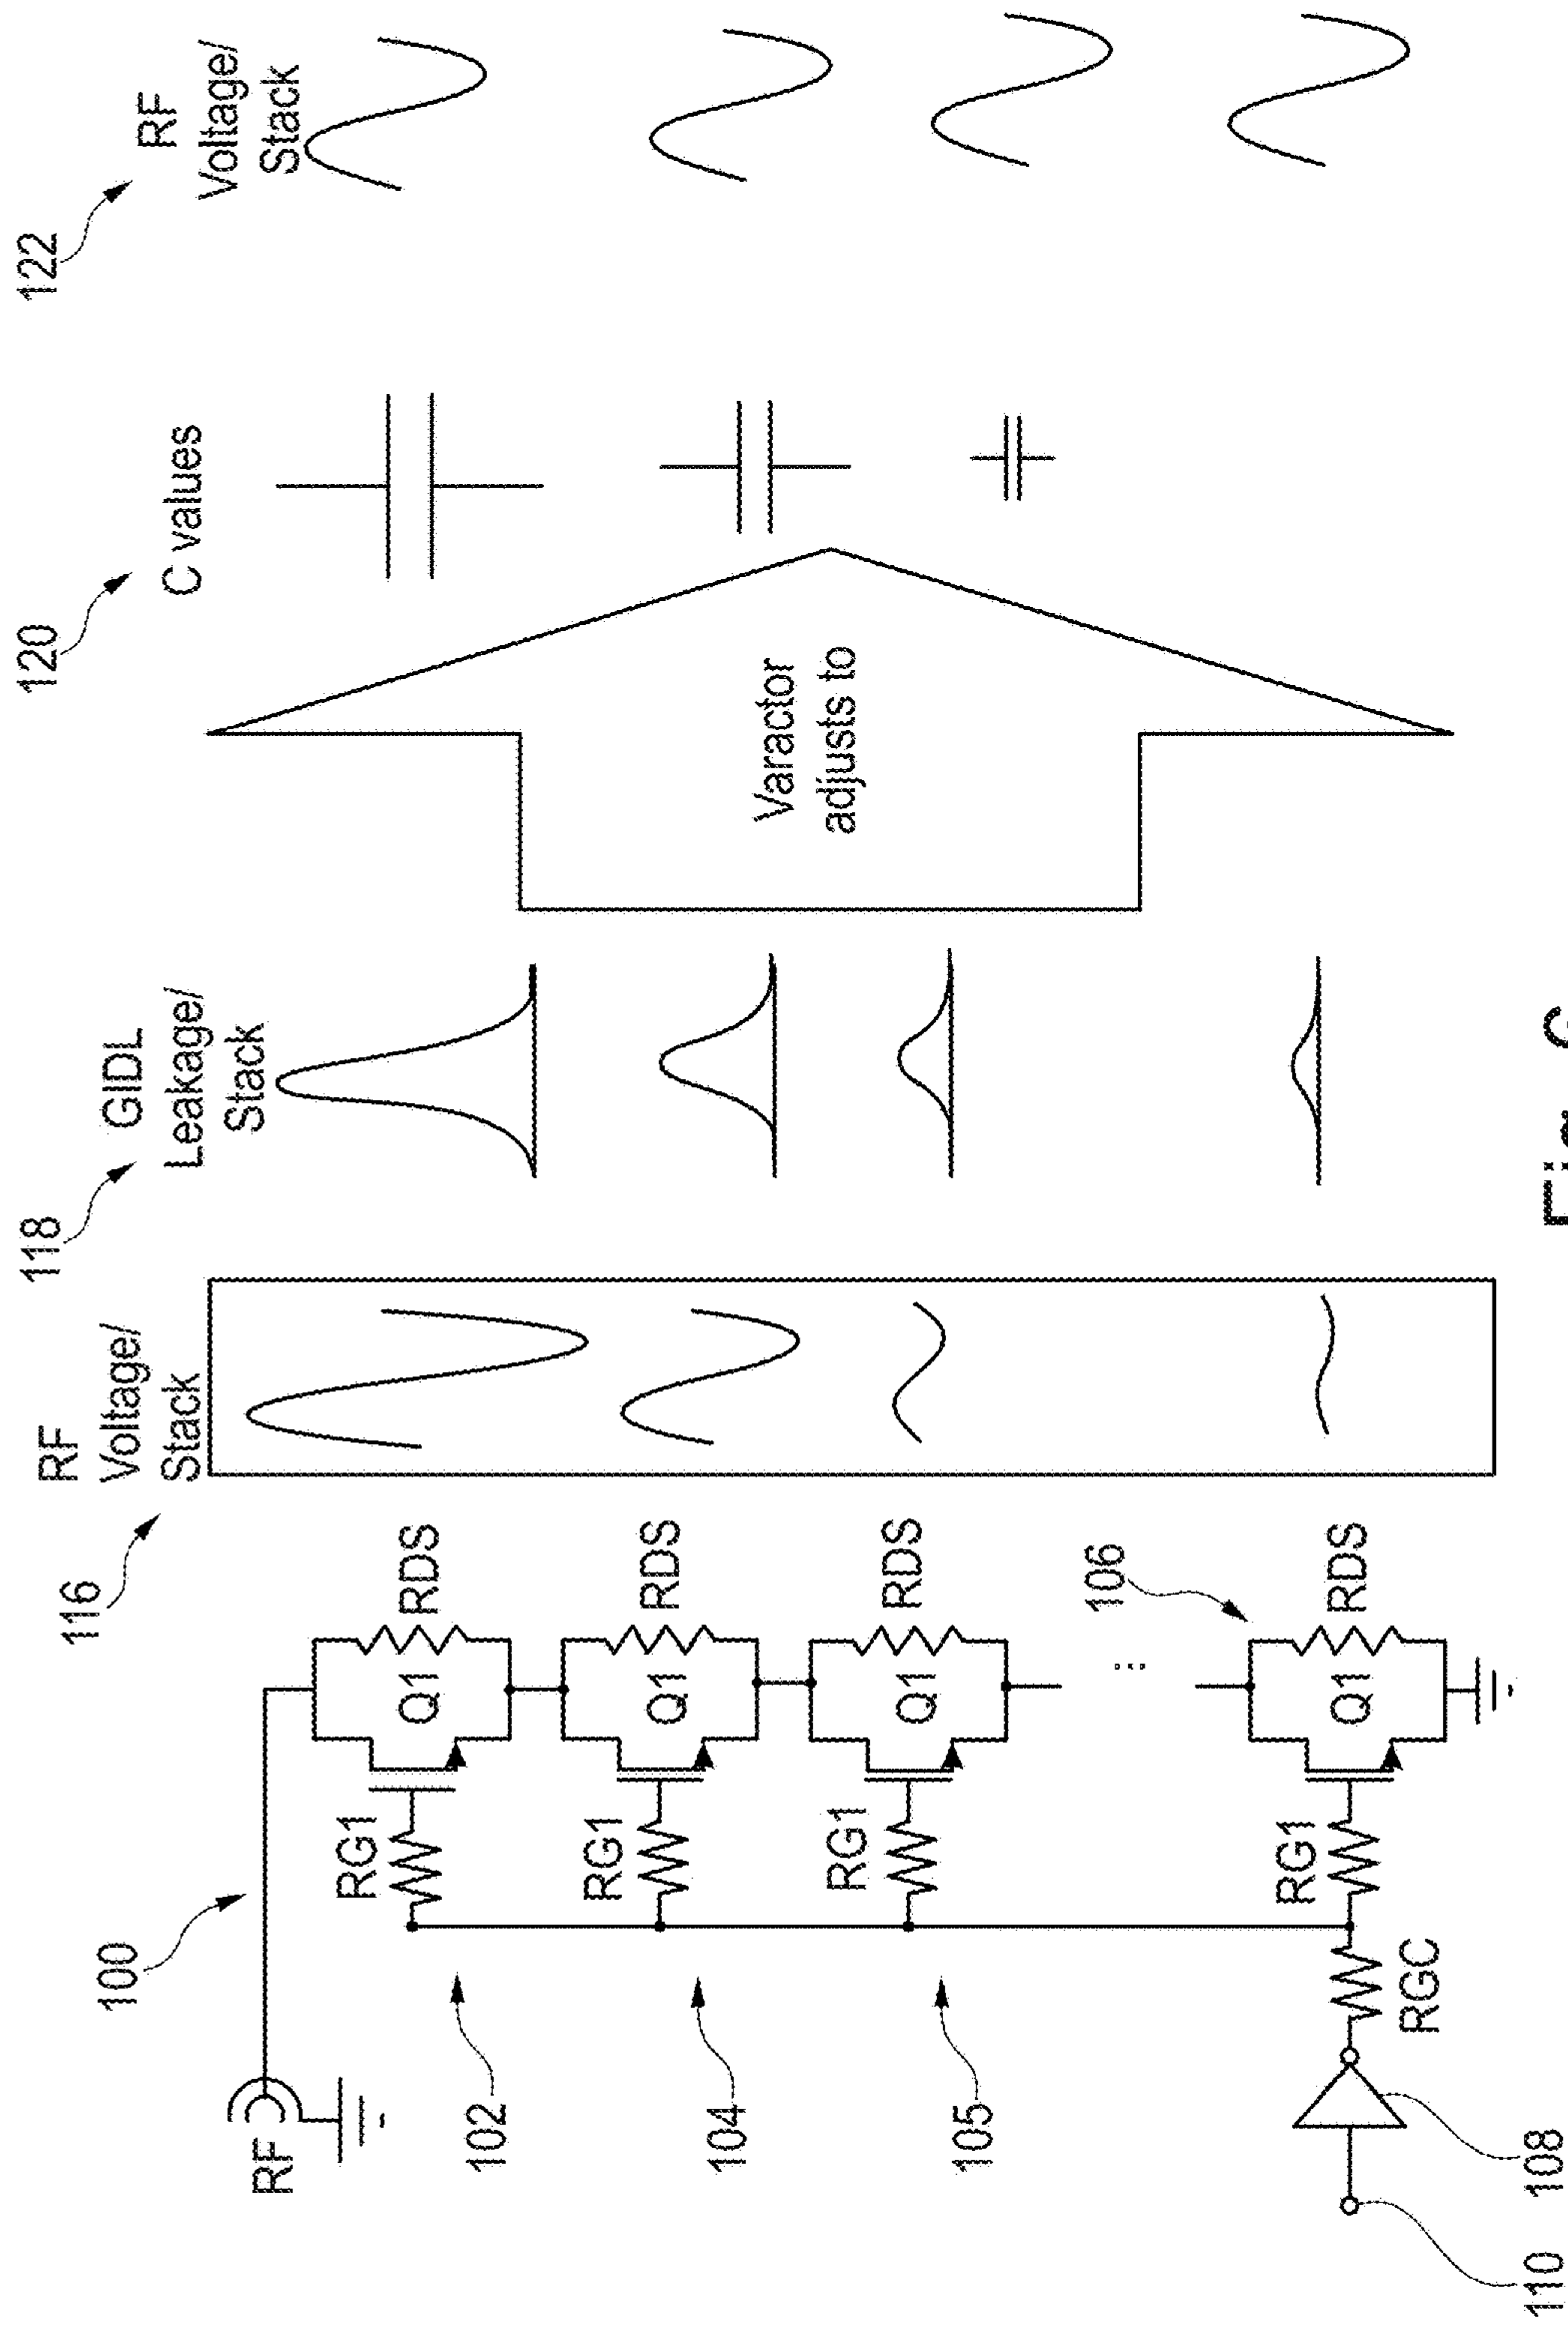 100
RF
102
RG1
Q1
RDS
104
RG1
Q1
RDS
105
RG1
Q1
RDS
106
...
RG1
Q1
RDS
RGC
108
110
116
RF
Voltage/
Stack
118
GIDL
Leakage/
Stack
Varactor
adjusts to
120
C values
122
RF
Voltage/
Stack